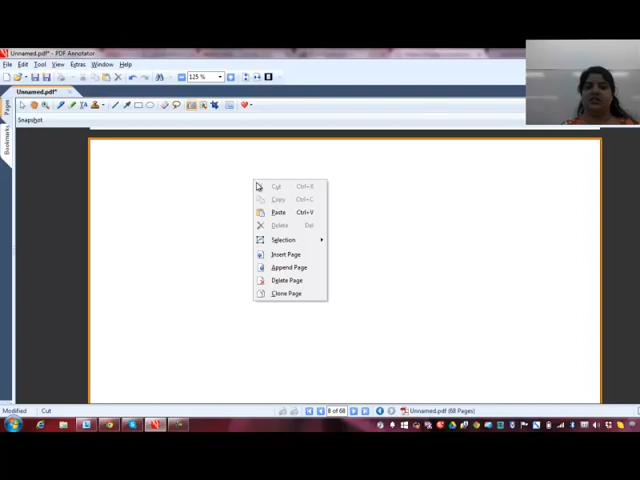 Unnamed.pdf* - PDF Annotator
File Edit Tool View Extras Window Help
125 %
Unnamed.pdf*
Pages
Bookmarks
Snapshot
Cut Ctrl+X
Copy Ctrl+C
Paste Ctrl+V
Delete Del
Selection
Insert Page
Append Page
Delete Page
Clone Page
Modified Cut 8 of 68 Unnamed.pdf (68 Pages)